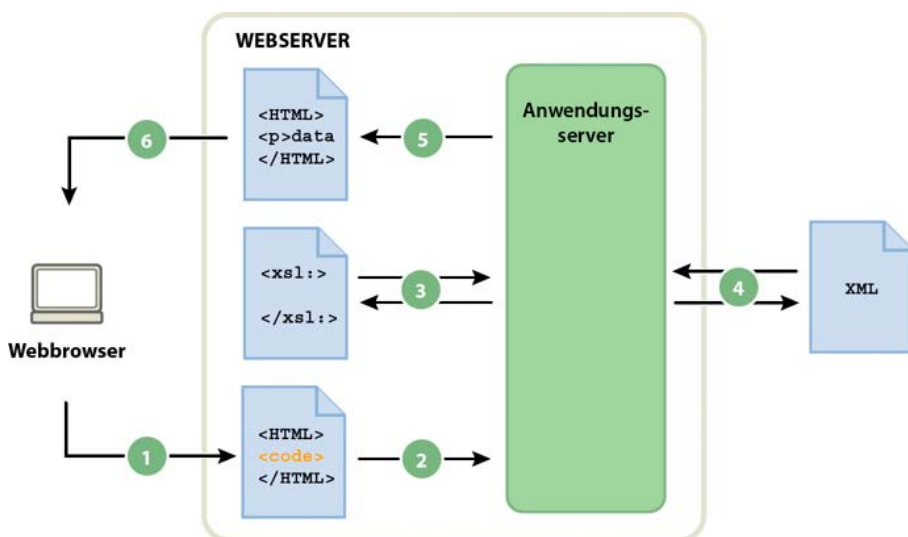 WEBSERVER
<HTML>
<p>data
</HTML>
6
5
Anwendungs-
server
<xsl:>
</xsl:>
3
4
XML
Webbrowser
<HTML>
<code>
</HTML>
1
2